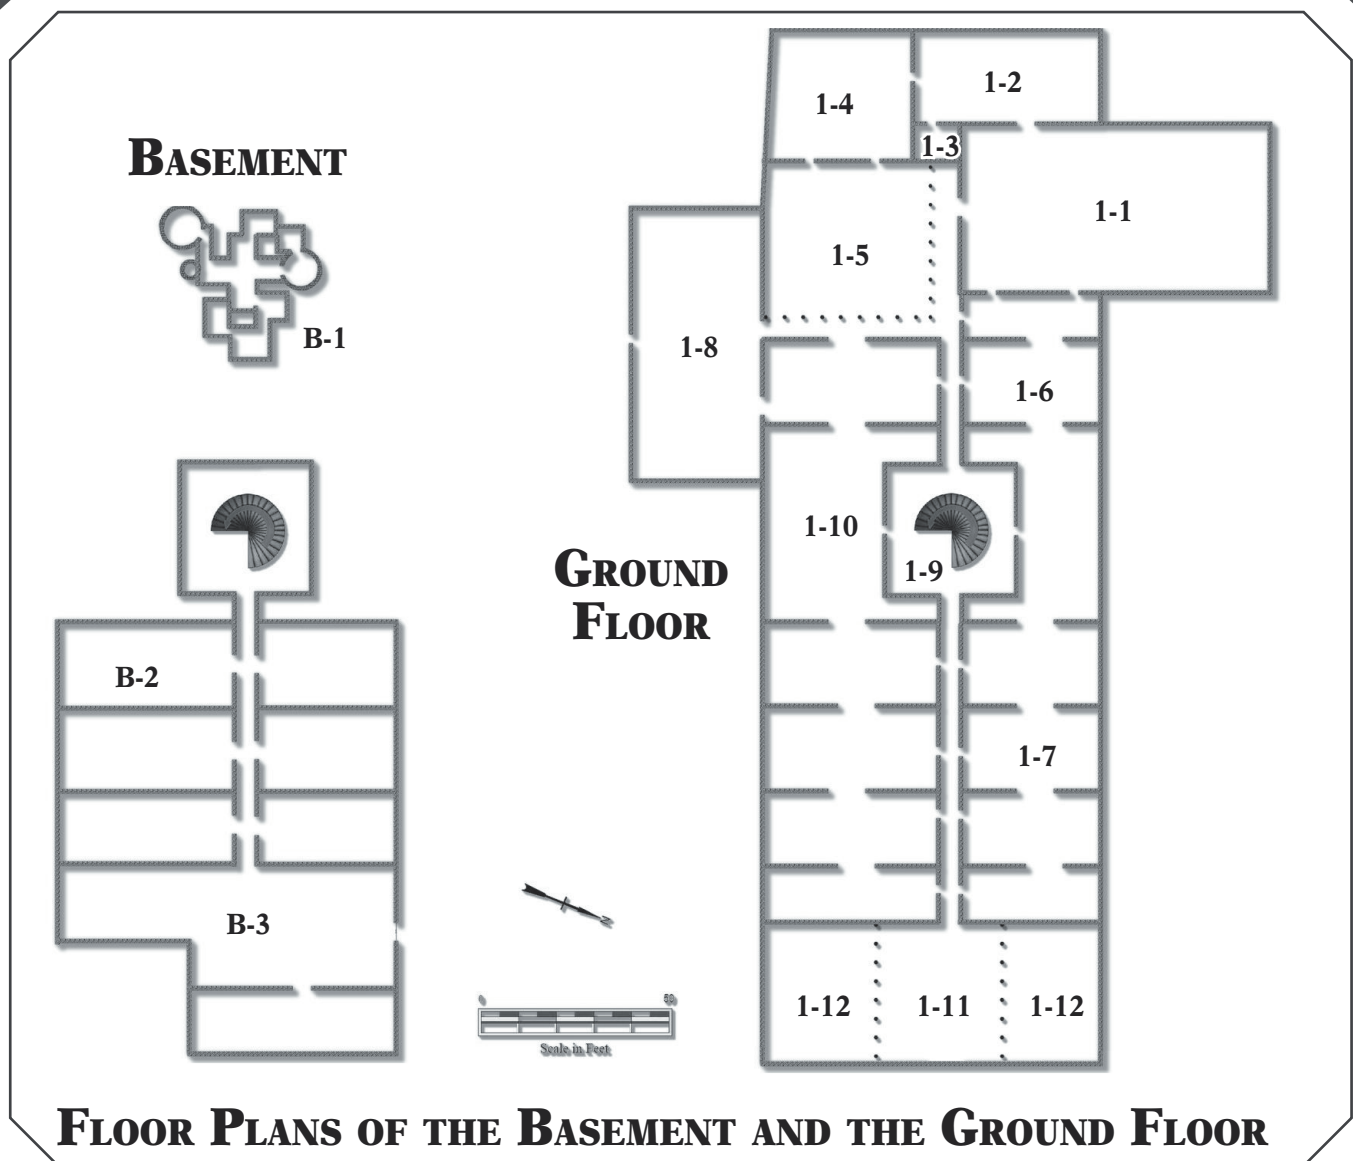 BASEMENT
B-1
B-2
B-3
GROUND
FLOOR
1-4
1-2
1-3
1-1
1-5
1-8
1-6
1-10
1-9
1-7
1-12
1-11
1-12
N
0
50
Scale in Feet
FLOOR PLANS OF THE BASEMENT AND THE GROUND FLOOR